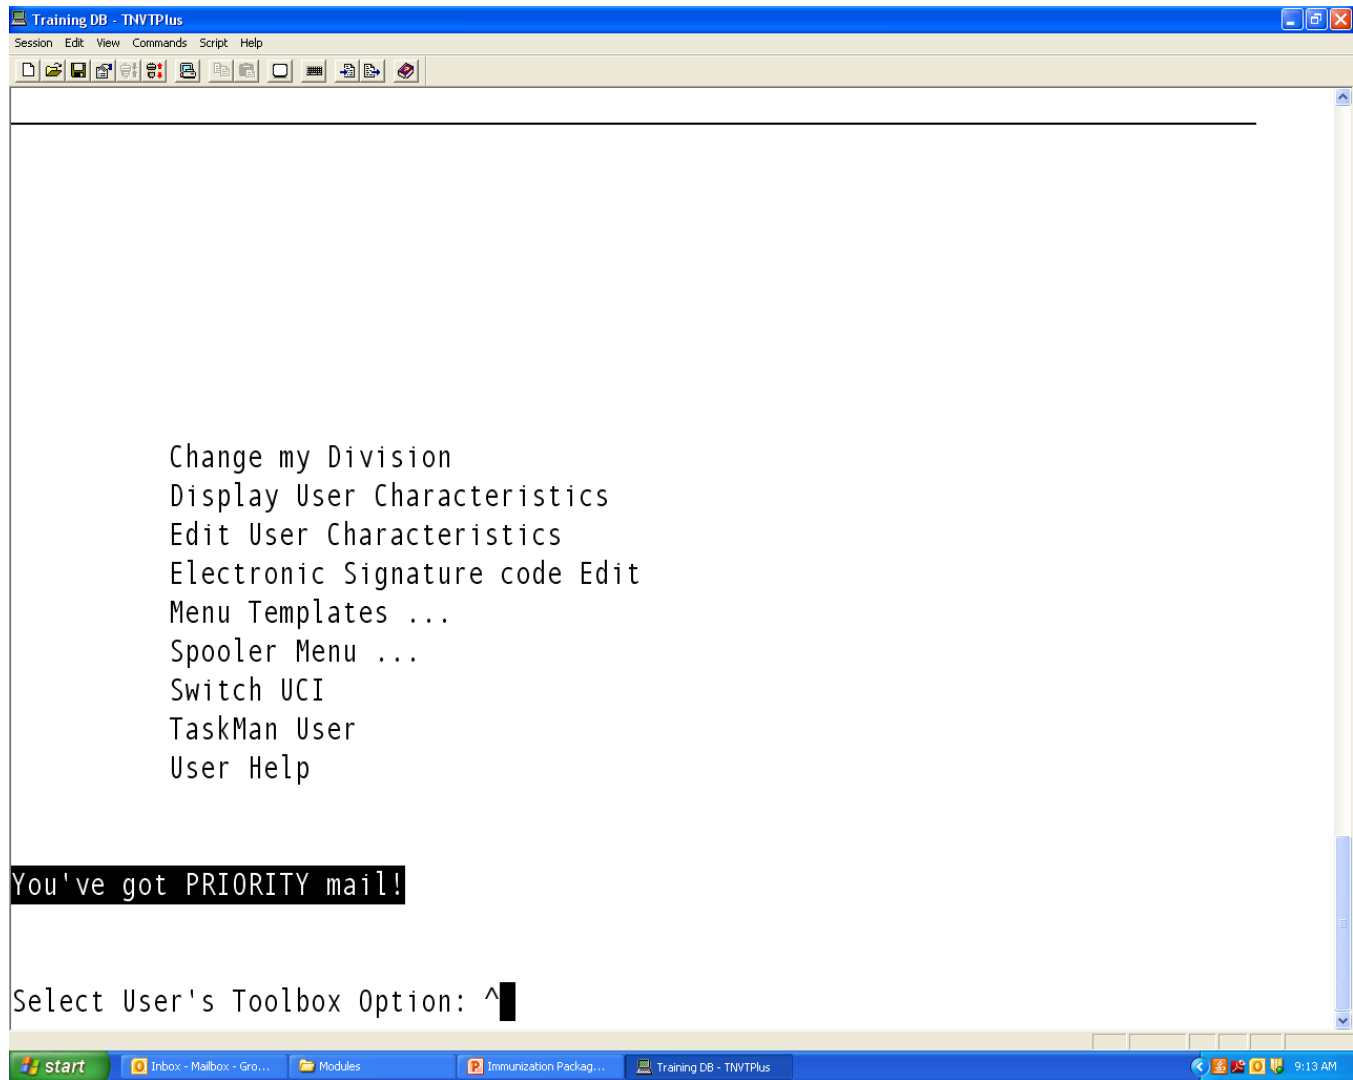 Training DB - TNVTPlus
Session Edit View Commands Script Help
Change my Division
Display User Characteristics
Edit User Characteristics
Electronic Signature code Edit
Menu Templates ...
Spooler Menu ...
Switch UCI
TaskMan User
User Help
You've got PRIORITY mail!
Select User's Toolbox Option: ^
start Inbox - Mailbox - Gro... Modules Immunization Packag... Training DB - TNVTPlus 9:13 AM